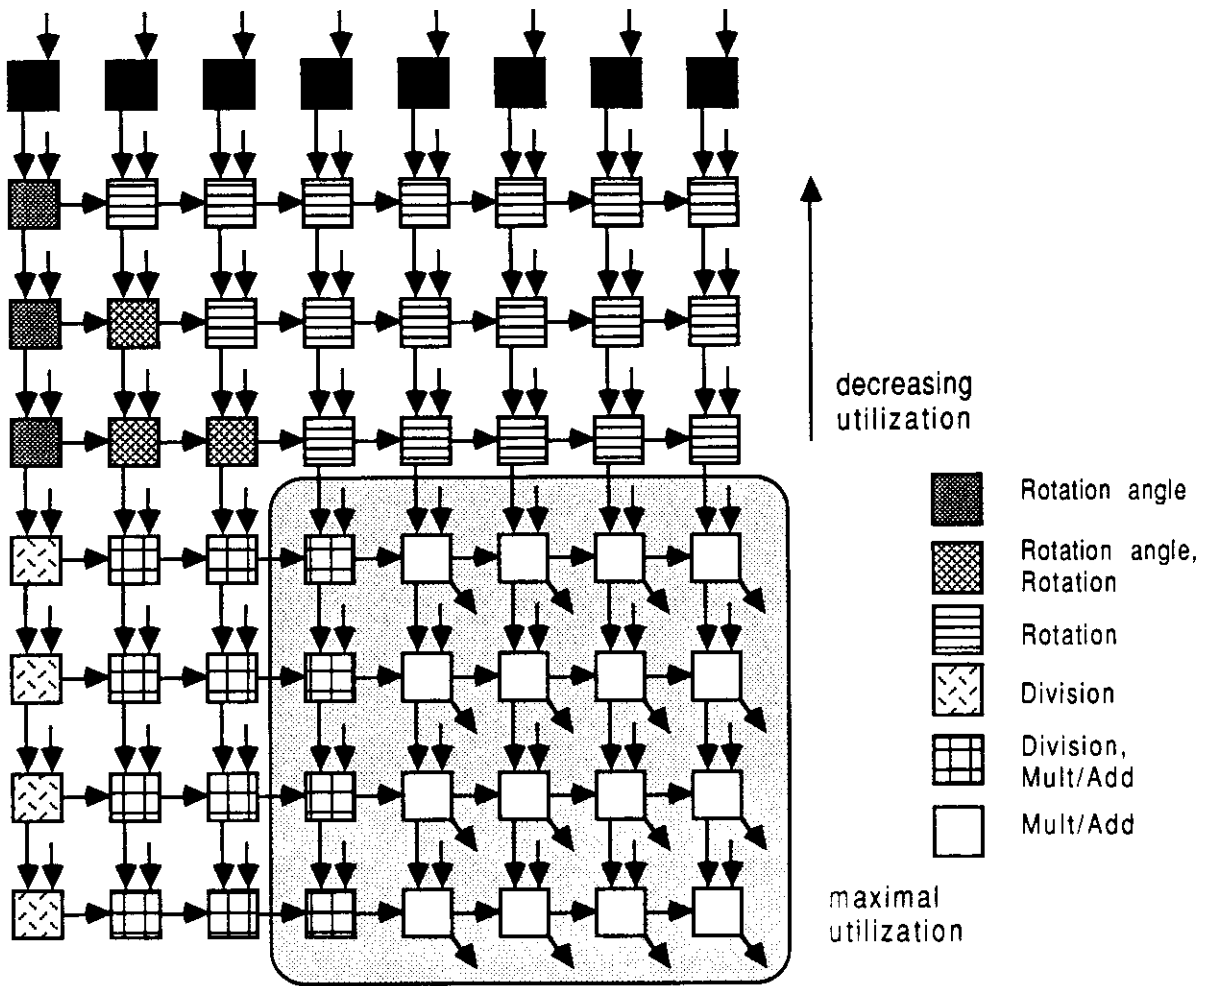 decreasing
utilization
Rotation angle
Rotation angle,
Rotation
Rotation
Division
Division,
Mult/Add
Mult/Add
maximal
utilization